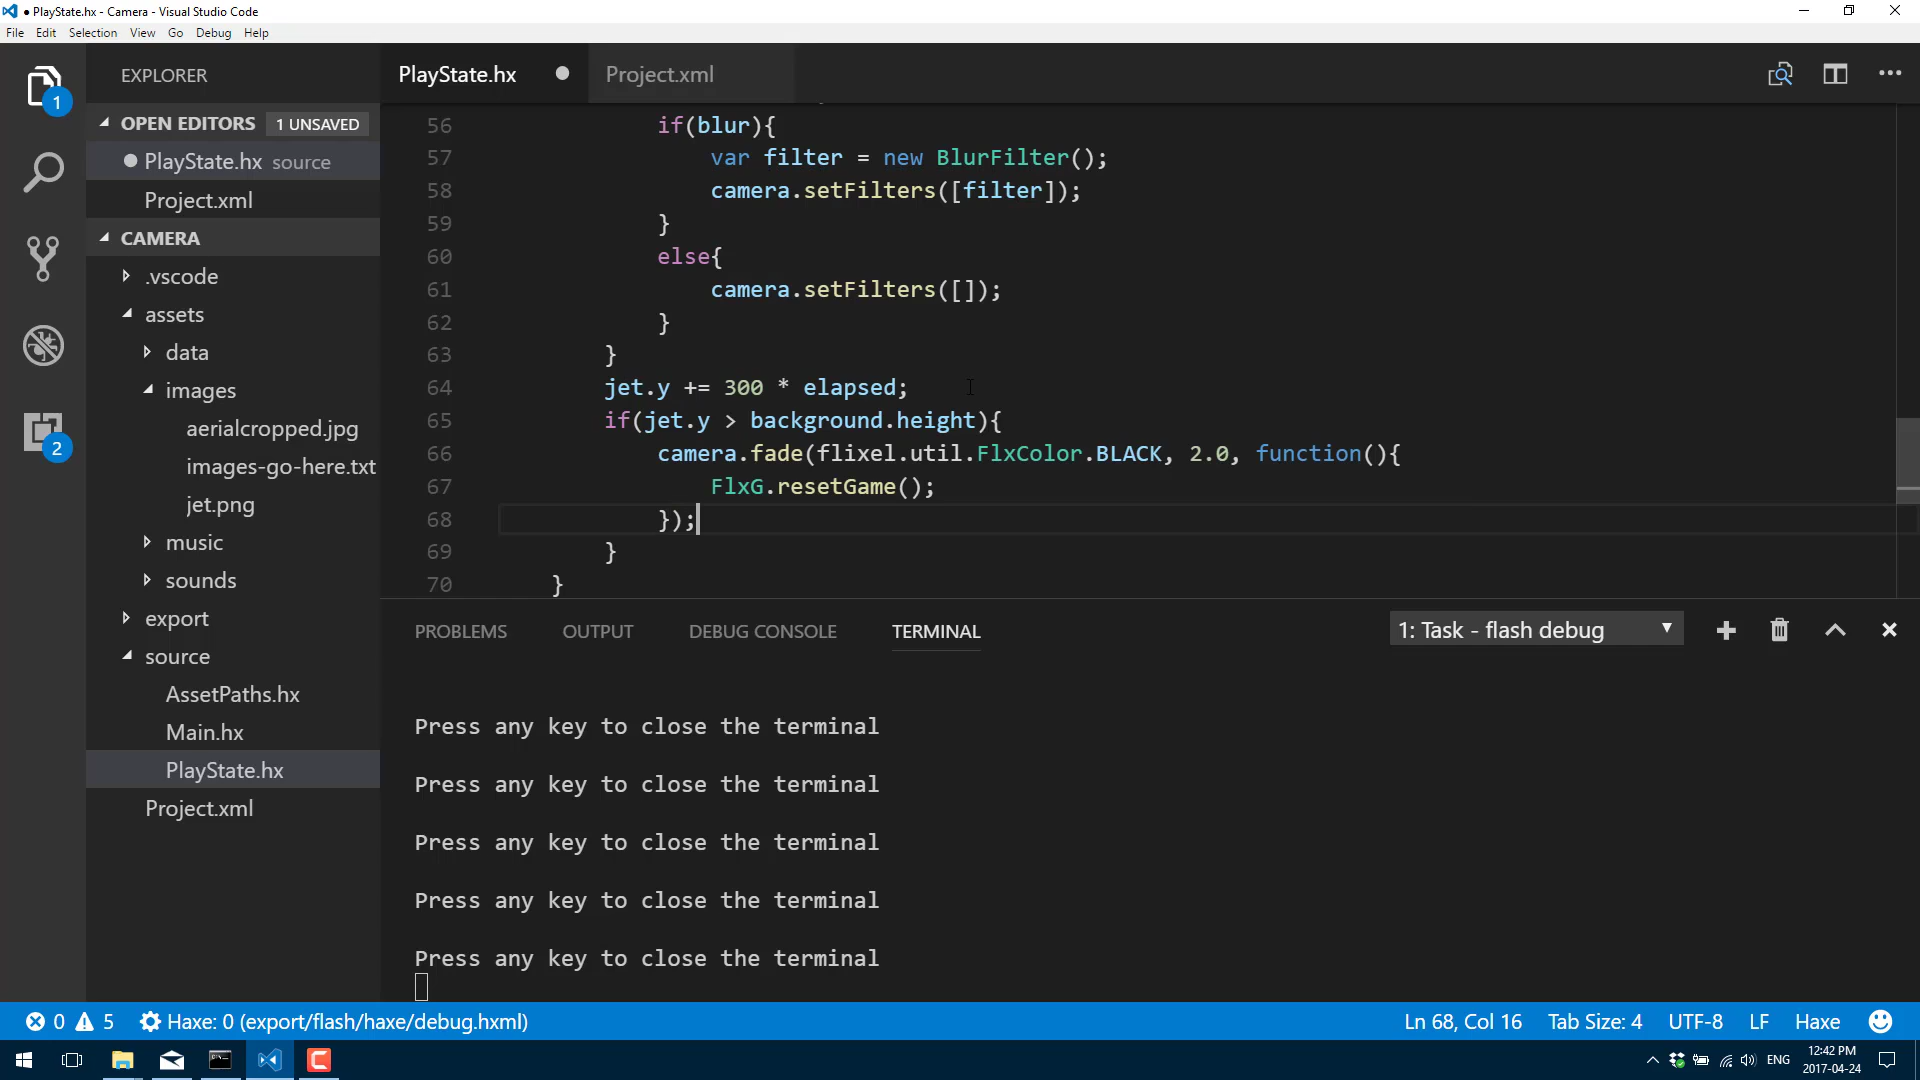 ● PlayState.hx - Camera - Visual Studio Code
File Edit Selection View Go Debug Help
EXPLORER
OPEN EDITORS 1 UNSAVED
PlayState.hx source
Project.xml
CAMERA
.vscode
assets
data
images
aerialcropped.jpg
images-go-here.txt
jet.png
music
sounds
export
source
AssetPaths.hx
Main.hx
PlayState.hx
Project.xml
1
2
PlayState.hx Project.xml
56 if(blur){
57 var filter = new BlurFilter();
58 camera.setFilters([filter]);
59 }
60 else{
61 camera.setFilters([]);
62 }
63 }
64 jet.y += 300 * elapsed;
65 if(jet.y > background.height){
66 camera.fade(flixel.util.FlxColor.BLACK, 2.0, function(){
67 FlxG.resetGame();
68 });
69 }
70 }
PROBLEMS OUTPUT DEBUG CONSOLE TERMINAL 1: Task - flash debug
Press any key to close the terminal
Press any key to close the terminal
Press any key to close the terminal
Press any key to close the terminal
Press any key to close the terminal
0 5 Haxe: 0 (export/flash/haxe/debug.hxml) Ln 68, Col 16 Tab Size: 4 UTF-8 LF Haxe
ENG 12:42 PM
2017-04-24